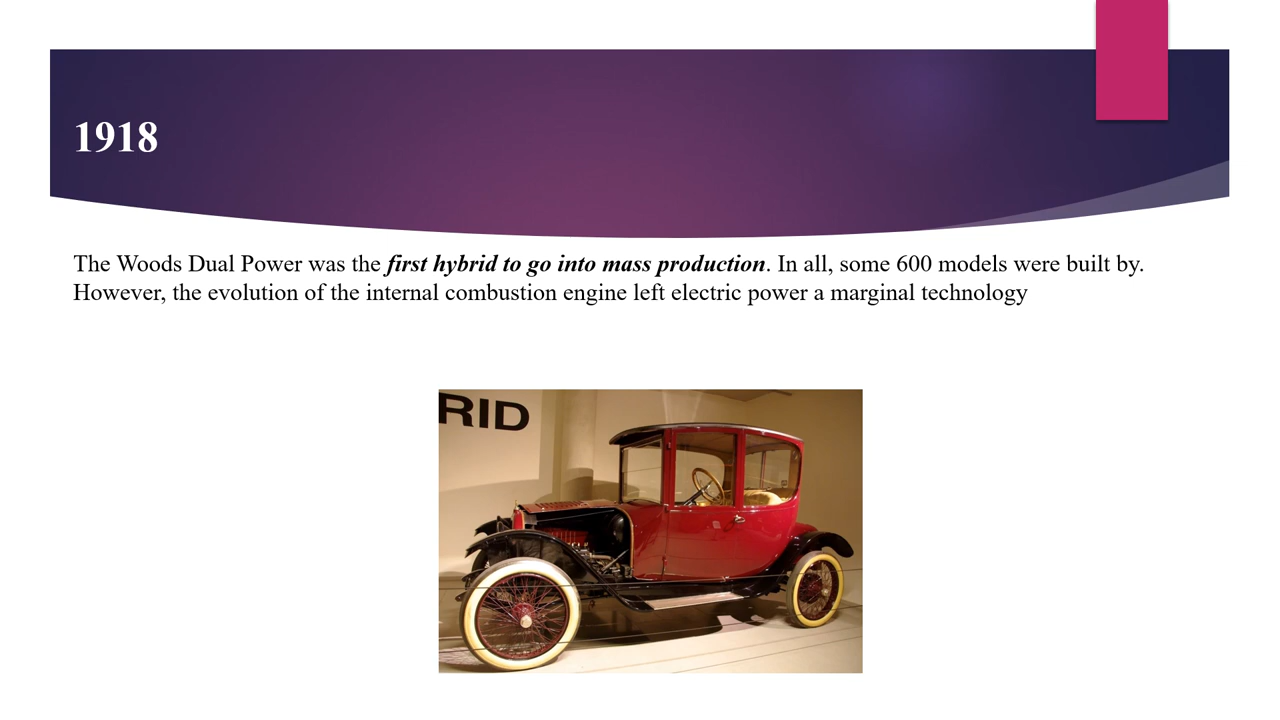 1918
The Woods Dual Power was the first hybrid to go into mass production. In all, some 600 models were built by.
However, the evolution of the internal combustion engine left electric power a marginal technology
RID